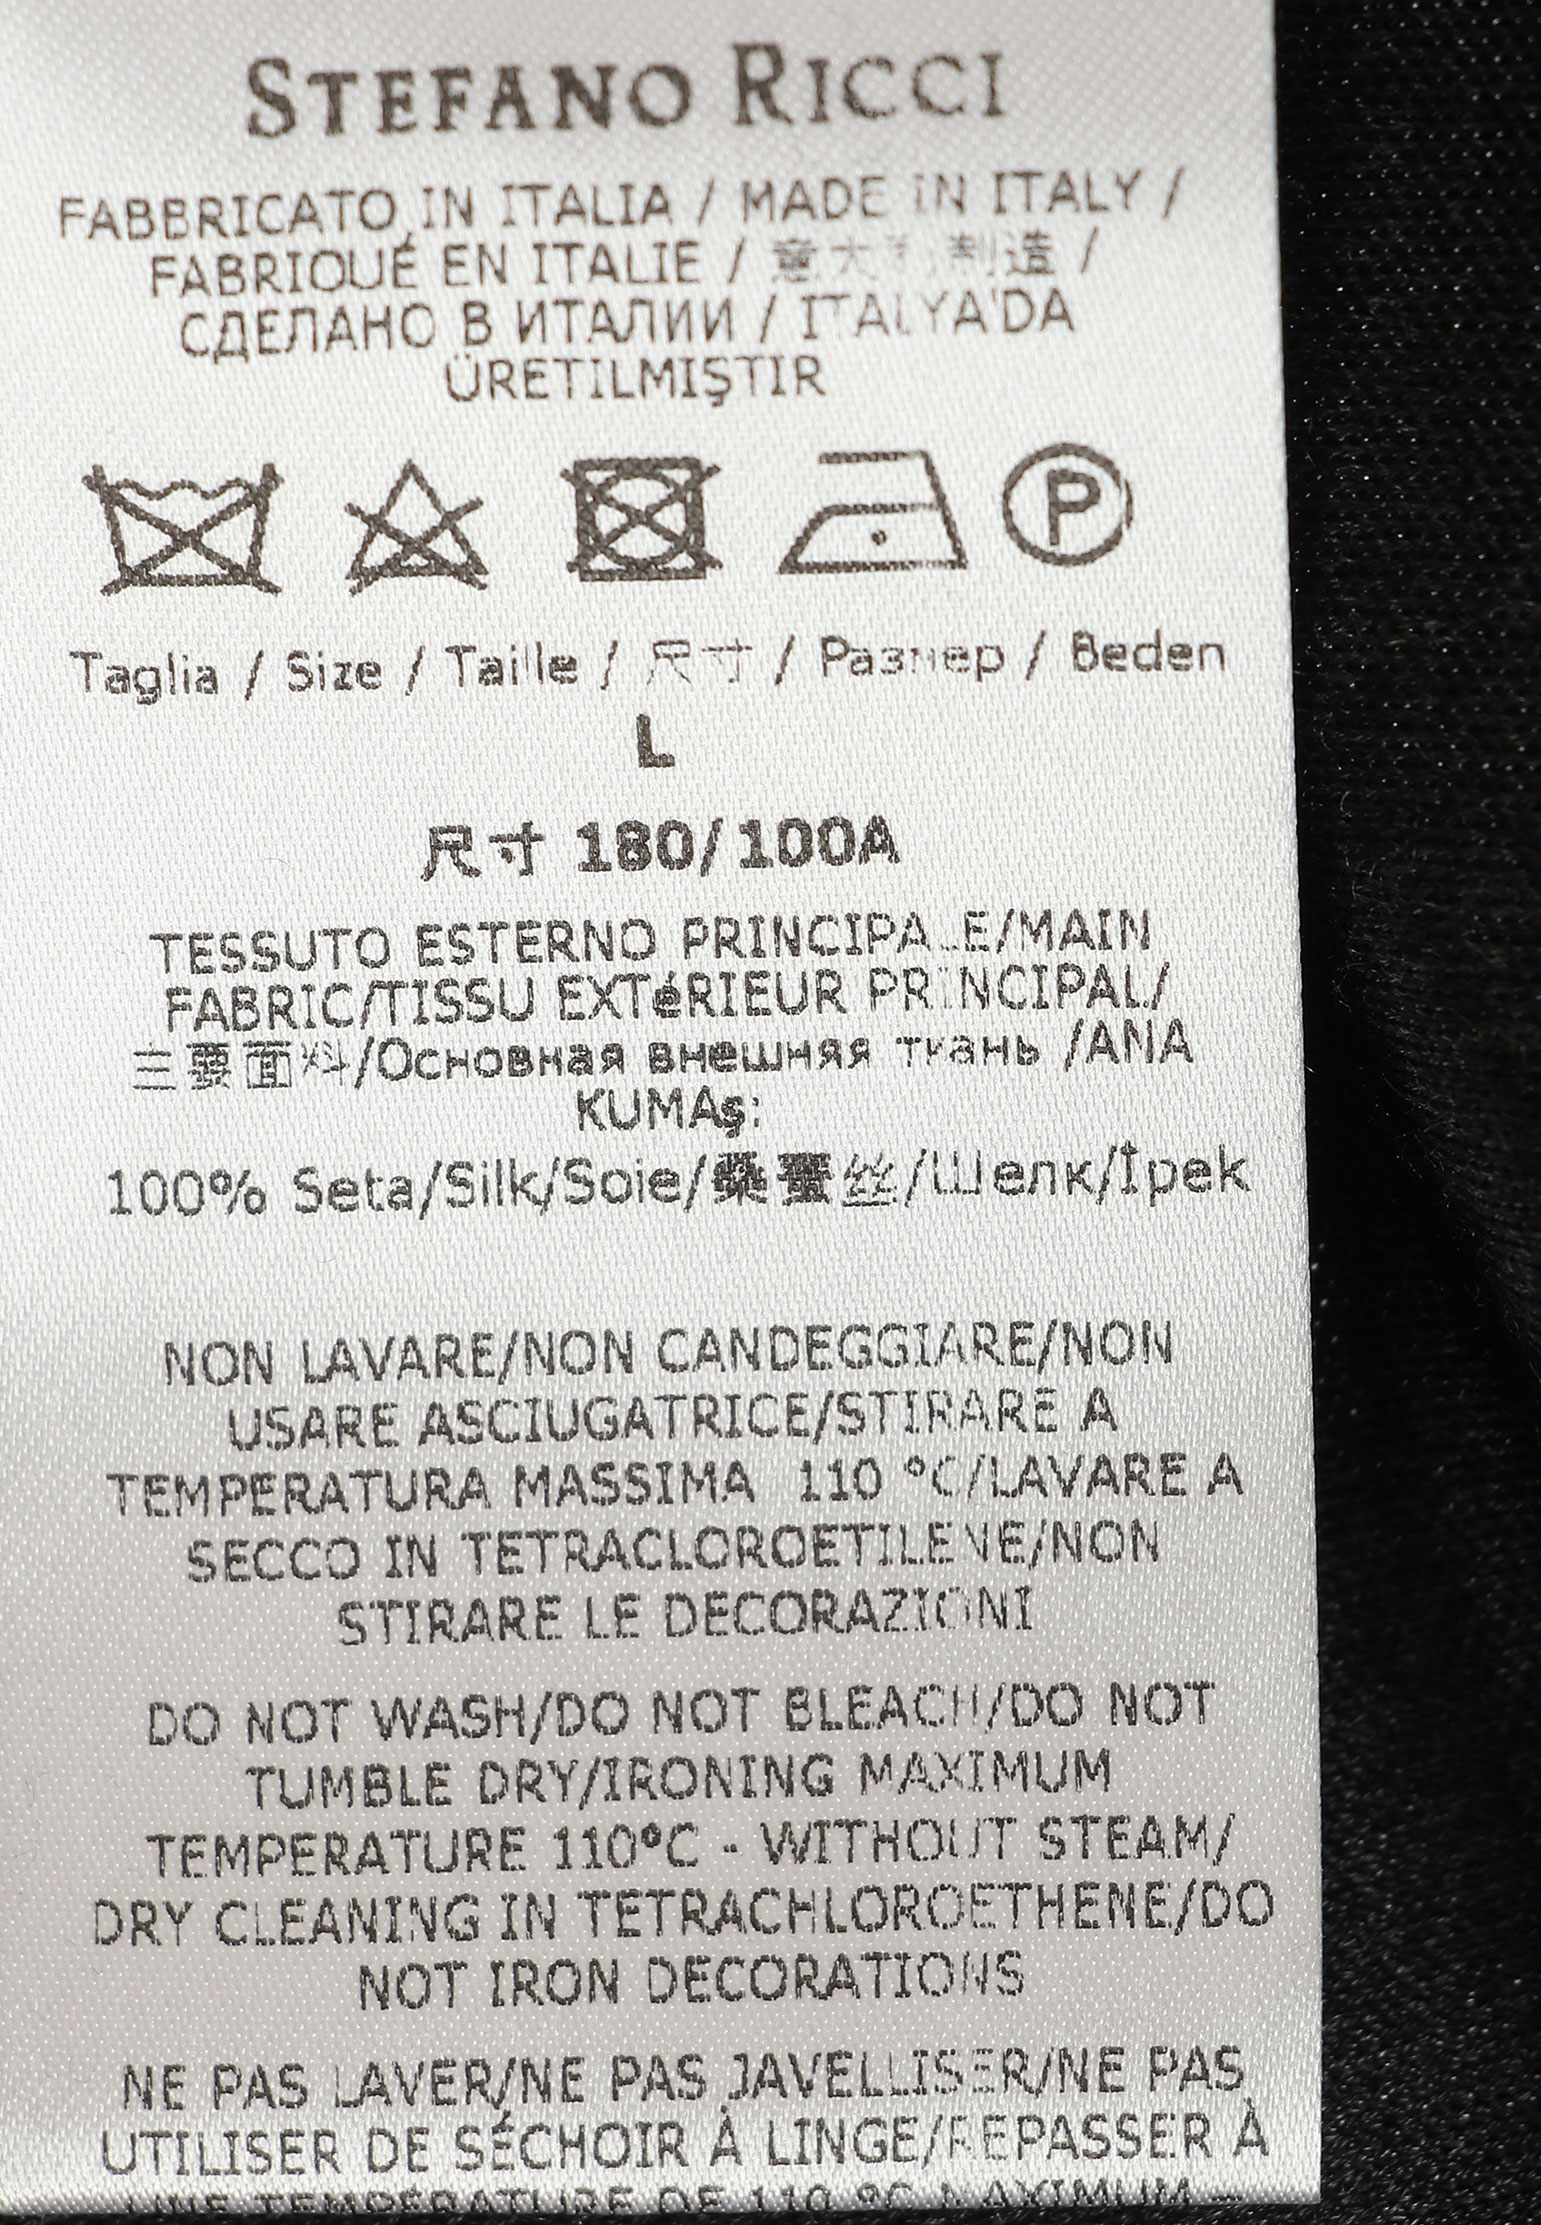 STEFANO RICCI
FABBRICATO IN ITALIA / MADE IN ITALY /
FABRIQUÉ EN ITALIE / 意大利制造 /
СДЕЛАНО В ИТАЛИИ / ITALYA'DA
ÜRETILMIŞTIR
P
Taglia / Size / Taille / 尺寸 / Размер / Beden
L
尺寸 180/100A
TESSUTO ESTERNO PRINCIPALE/MAIN
FABRIC/TISSU EXTéRIEUR PRINCIPAL/
主要面料/Основная внешняя ткань /ANA
KUMAş:
100% Seta/Silk/Soie/桑蚕丝/Шелк/İpek
NON LAVARE/NON CANDEGGIARE/NON
USARE ASCIUGATRICE/STIRARE A
TEMPERATURA MASSIMA 110 °C/LAVARE A
SECCO IN TETRACLOROETILENE/NON
STIRARE LE DECORAZIONI
DO NOT WASH/DO NOT BLEACH/DO NOT
TUMBLE DRY/IRONING MAXIMUM
TEMPERATURE 110°C - WITHOUT STEAM/
DRY CLEANING IN TETRACHLOROETHENE/DO
NOT IRON DECORATIONS
NE PAS LAVER/NE PAS JAVELLISER/NE PAS
UTILISER DE SÉCHOIR À LINGE/REPASSER À
UNE TEMPÉRATURE DE 110 °C MAXIMUM -